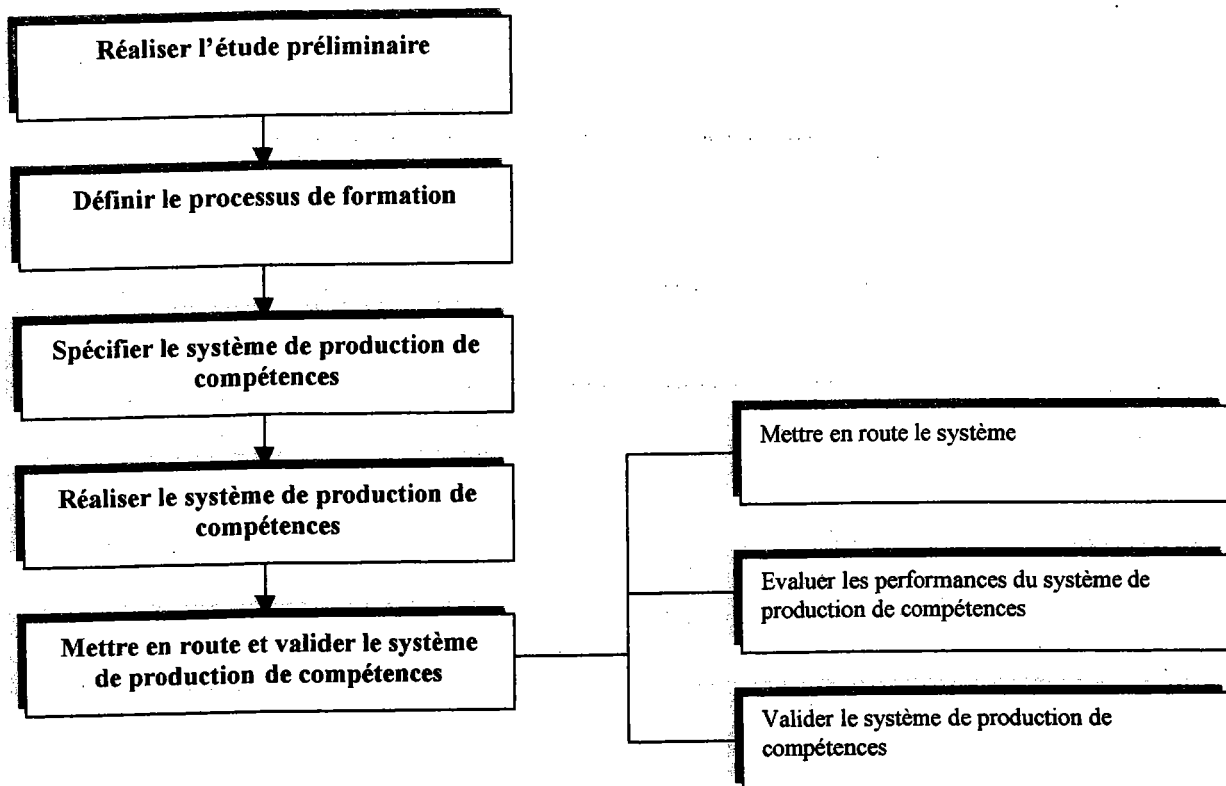 Réaliser l'étude préliminaire
Définir le processus de formation
Spécifier le système de production de
compétences
Réaliser le système de production de
compétences
Mettre en route et valider le système
de production de compétences
Mettre en route le système
Evaluer les performances du système de
production de compétences
Valider le système de production de
compétences